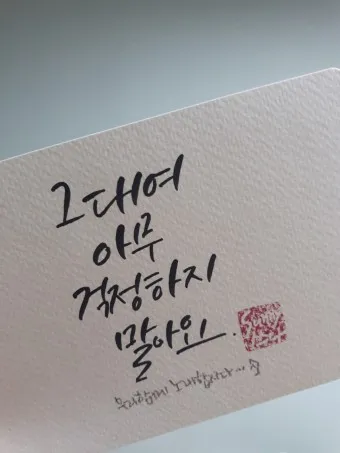 그대여
아무
걱정하지
말아요.
우리함께 노래합시다~ 중